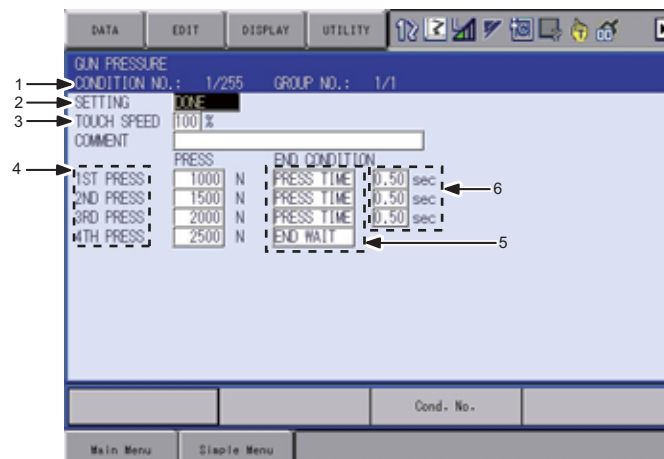 DATA EDIT DISPLAY UTILITY
GUN PRESSURE
1 CONDITION NO.: 1/255 GROUP NO.: 1/1
2 SETTING DONE
3 TOUCH SPEED 100 %
COMMENT
PRESS END CONDITION
4 1ST PRESS 1000 N PRESS TIME 0.50 sec 6
2ND PRESS 1500 N PRESS TIME 0.50 sec
3RD PRESS 2000 N PRESS TIME 0.50 sec
4TH PRESS 2500 N END WAIT 5
Cond. No.
Main Menu Simple Menu